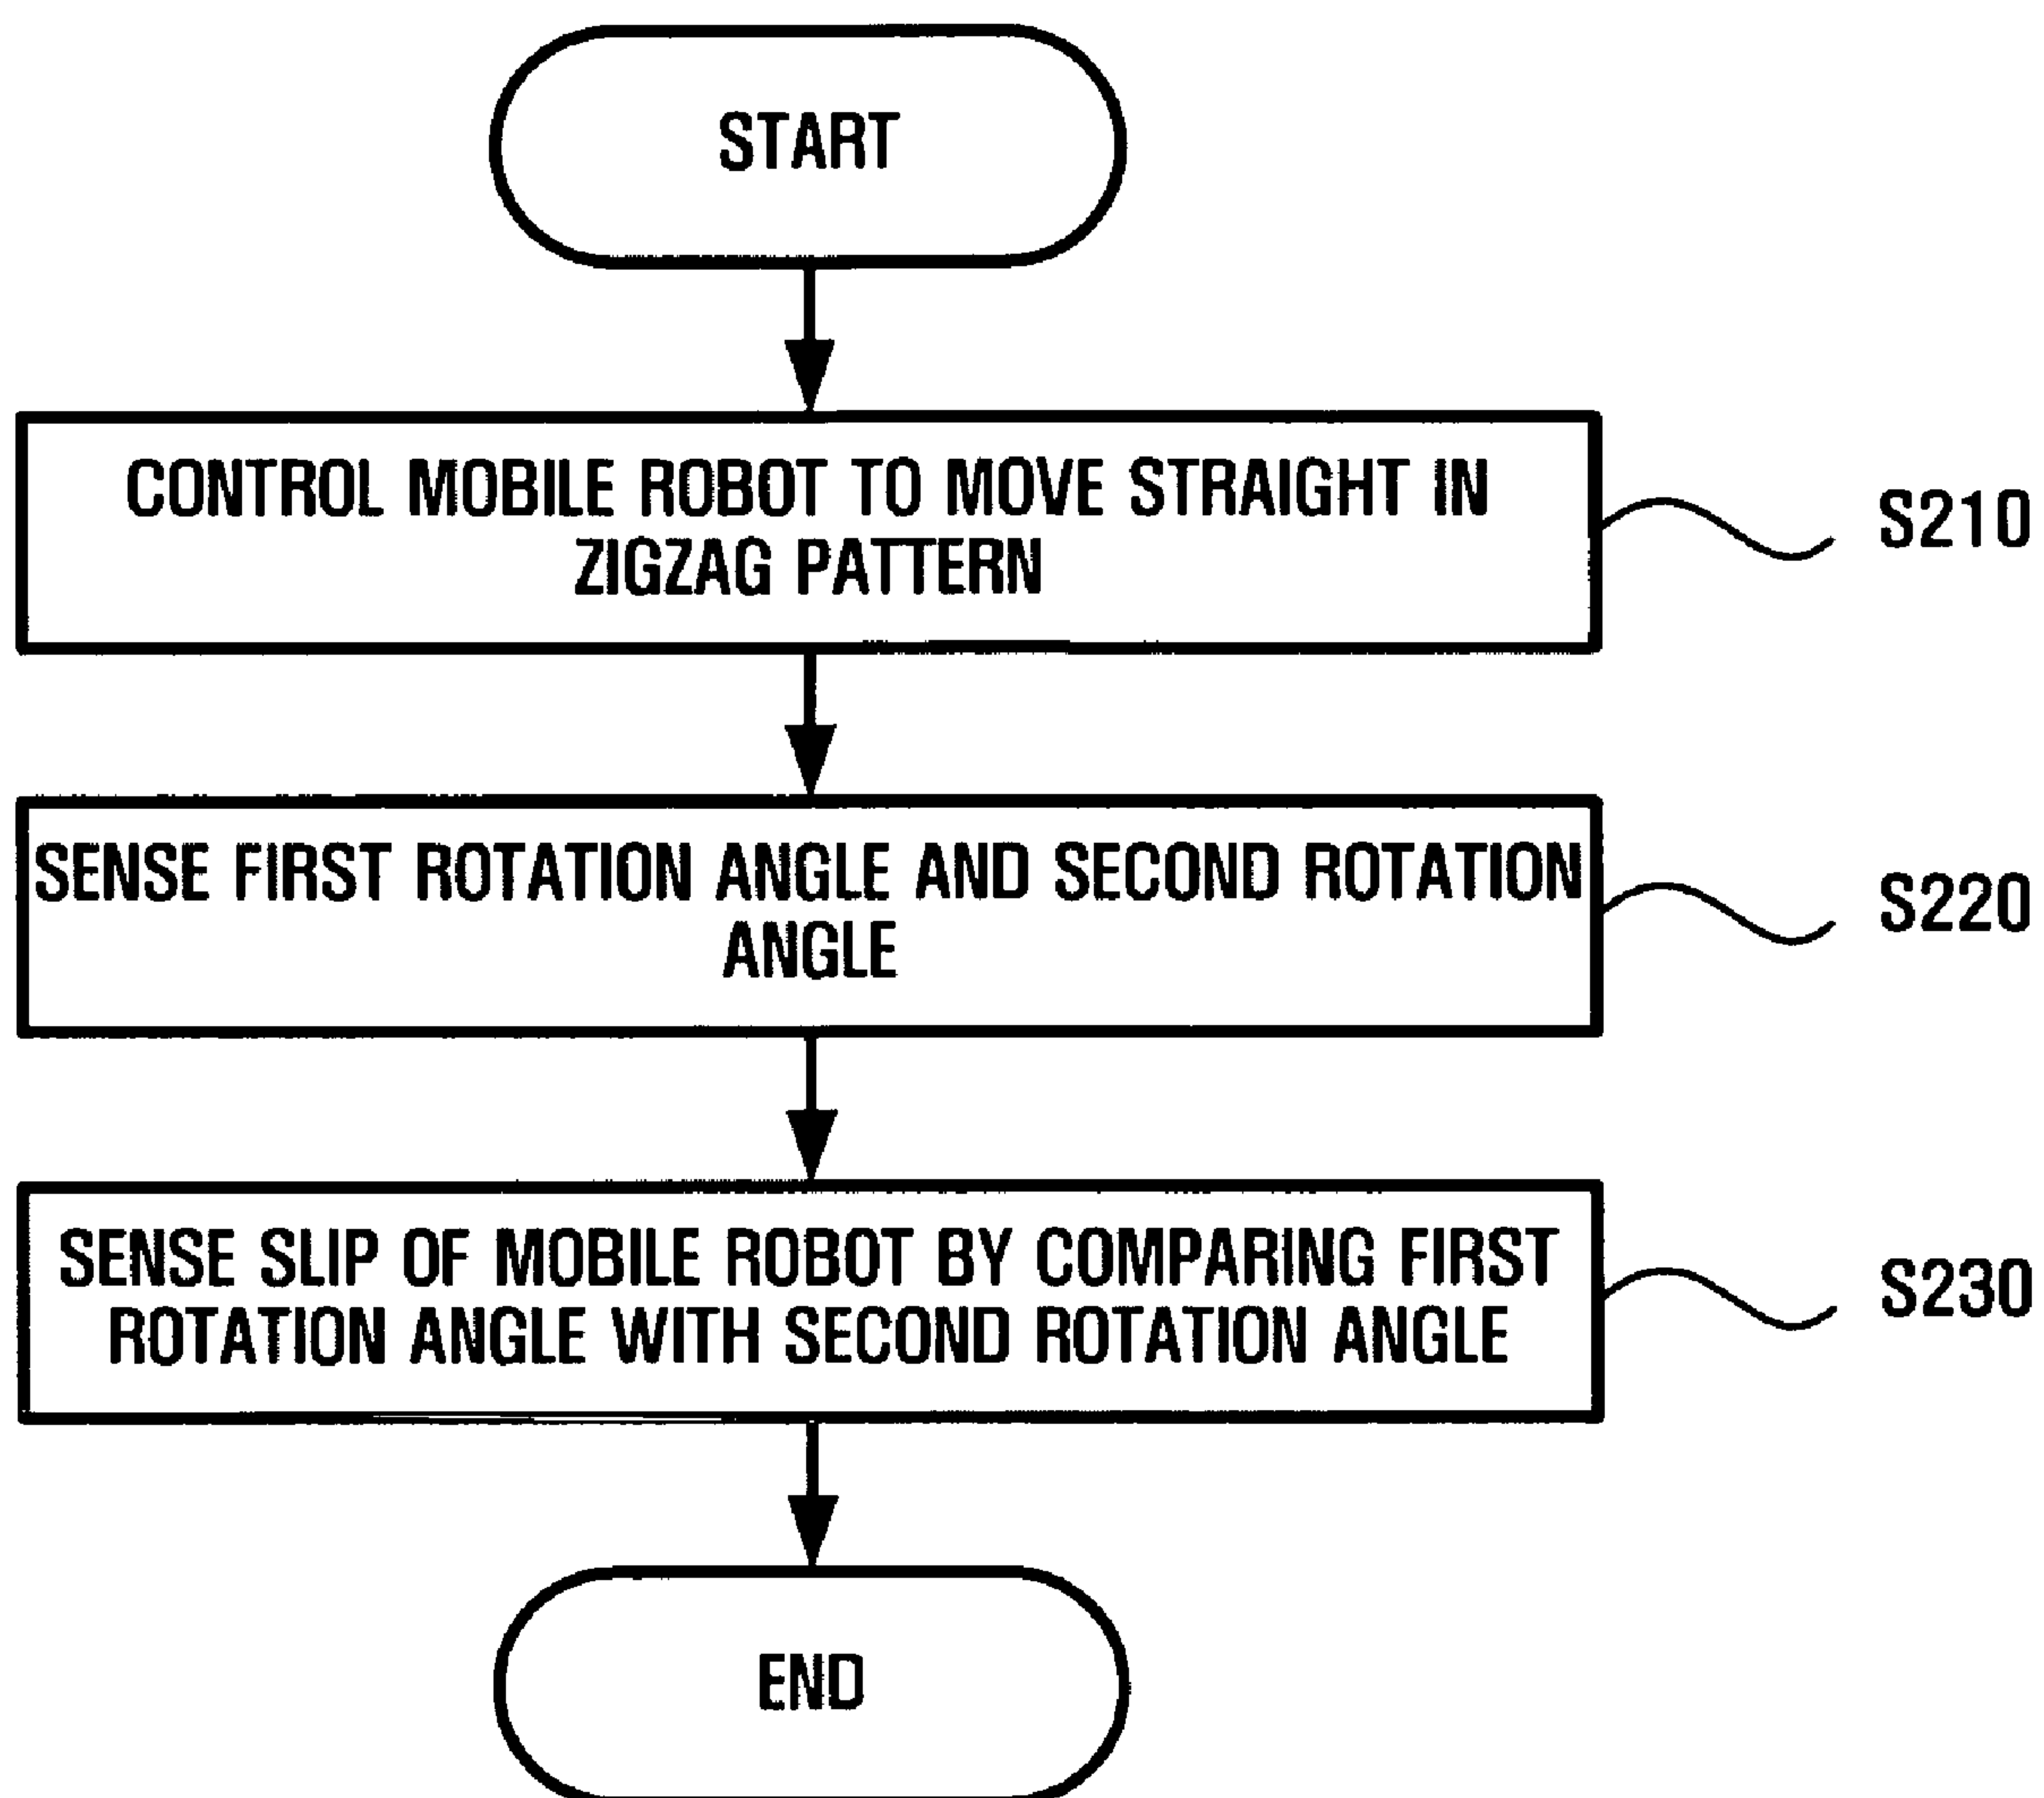 START
CONTROL MOBILE ROBOT TO MOVE STRAIGHT IN
ZIGZAG PATTERN
S210
SENSE FIRST ROTATION ANGLE AND SECOND ROTATION
ANGLE
S220
SENSE SLIP OF MOBILE ROBOT BY COMPARING FIRST
ROTATION ANGLE WITH SECOND ROTATION ANGLE
S230
END